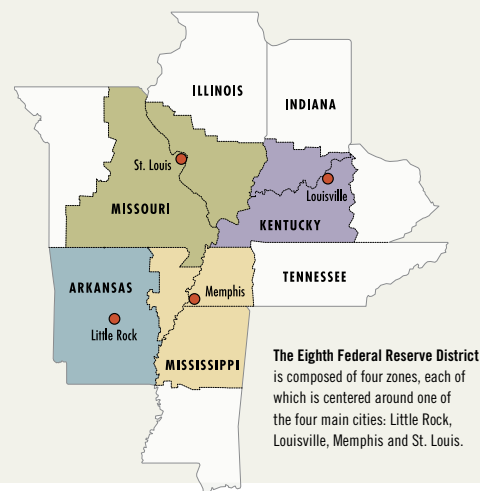 ILLINOIS
INDIANA
St. Louis
Louisville
MISSOURI
KENTUCKY
TENNESSEE
ARKANSAS
Memphis
Little Rock
MISSISSIPPI
The Eighth Federal Reserve District
is composed of four zones, each of
which is centered around one of
the four main cities: Little Rock,
Louisville, Memphis and St. Louis.